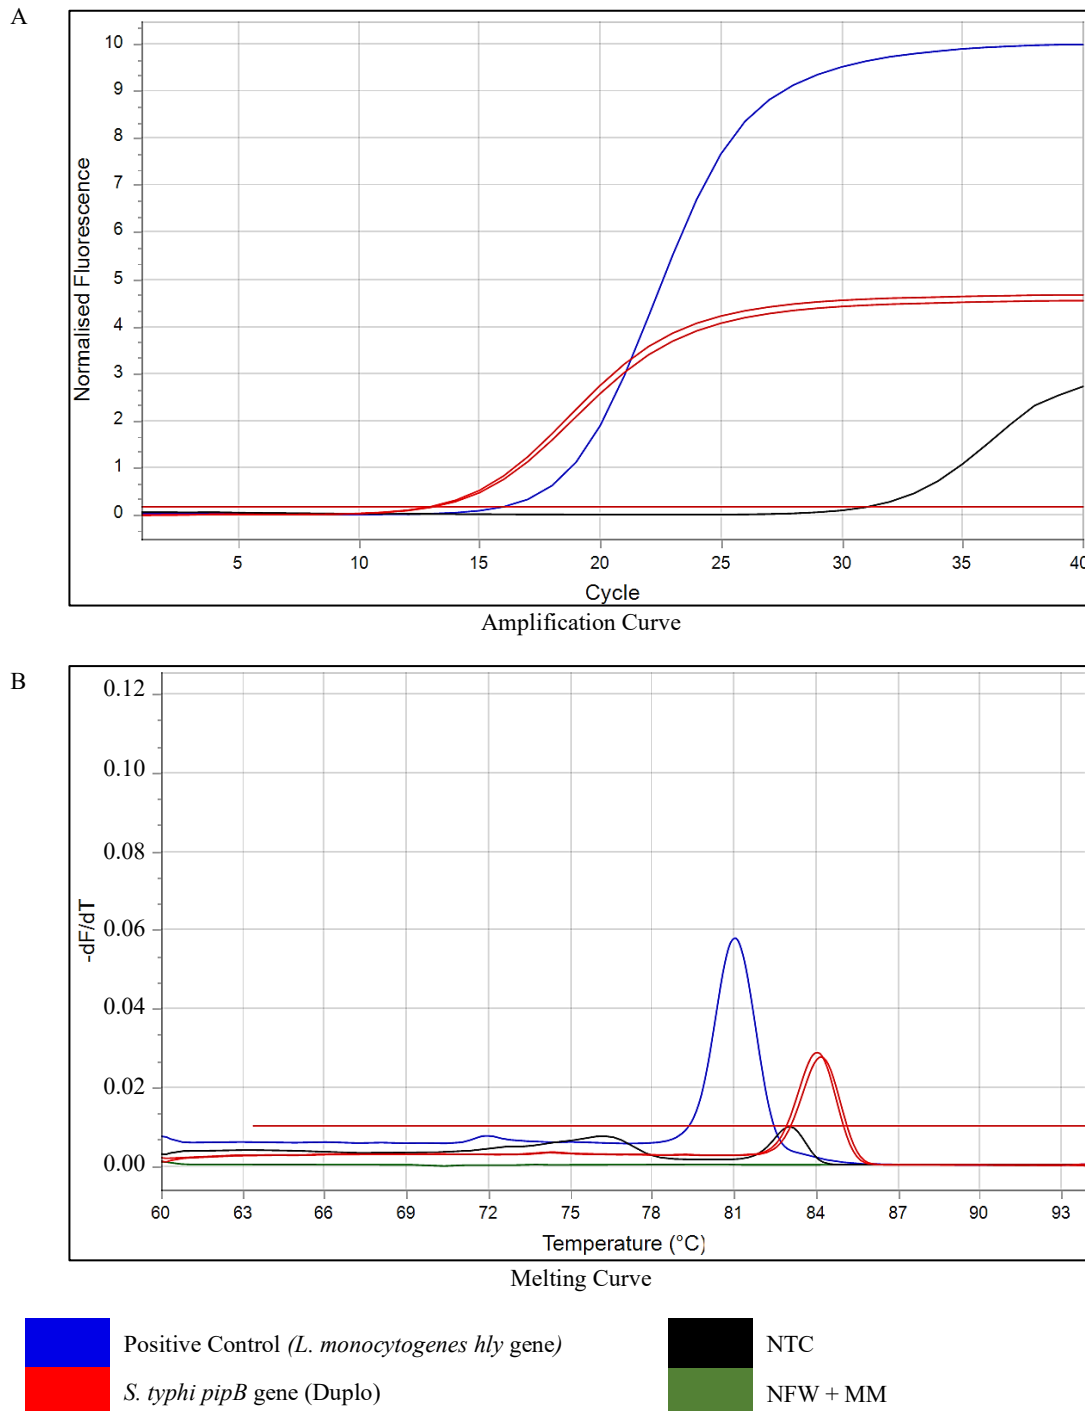 A
10
9
8
7
6
5
4
3
2
1
0
Normalised Fluorescence
5 10 15 20 25 30 35 40
Cycle
Amplification Curve
B
0.12
0.10
0.08
0.06
0.04
0.02
0.00
-dF/dT
60 63 66 69 72 75 78 81 84 87 90 93
Temperature (°C)
Melting Curve
Positive Control (L. monocytogenes hly gene)
NTC
S. typhi pipB gene (Duplo)
NFW + MM